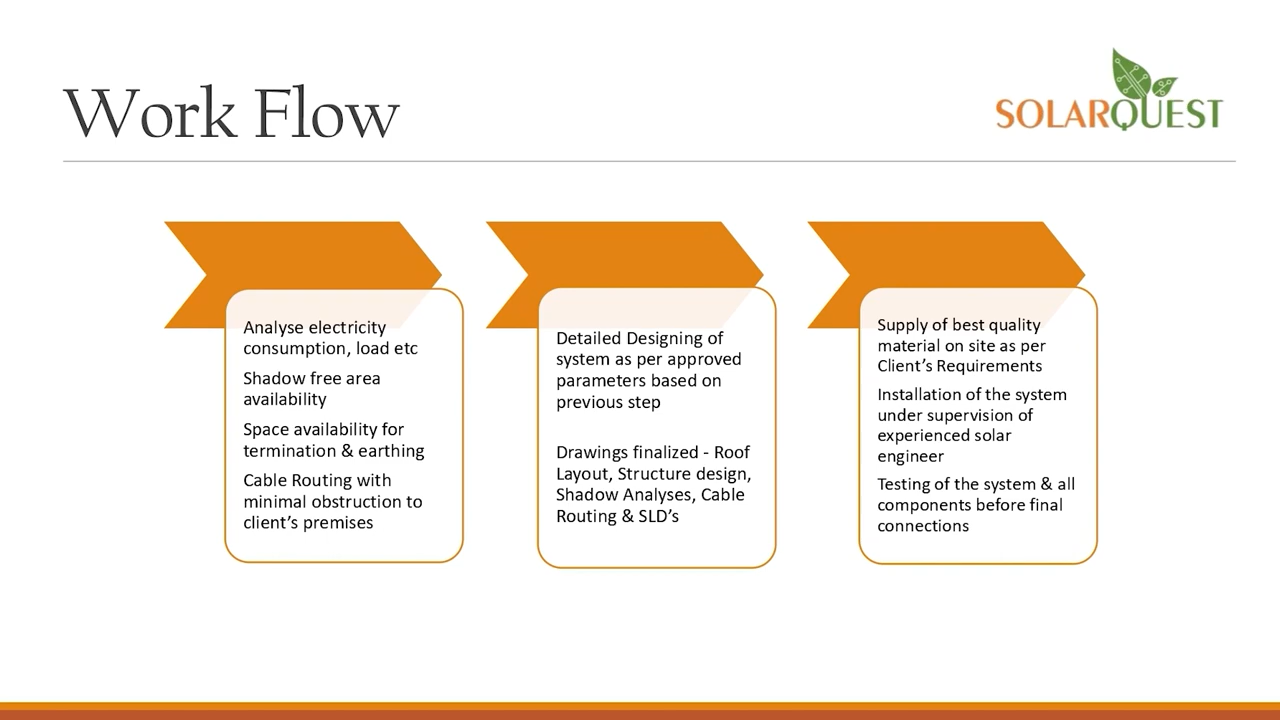 Work Flow
SOLARQUEST
Analyse electricity
consumption, load etc
Shadow free area
availability
Space availability for
termination & earthing
Cable Routing with
minimal obstruction to
client’s premises
Detailed Designing of
system as per approved
parameters based on
previous step
Drawings finalized - Roof
Layout, Structure design,
Shadow Analyses, Cable
Routing & SLD’s
Supply of best quality
material on site as per
Client’s Requirements
Installation of the system
under supervision of
experienced solar
engineer
Testing of the system & all
components before final
connections